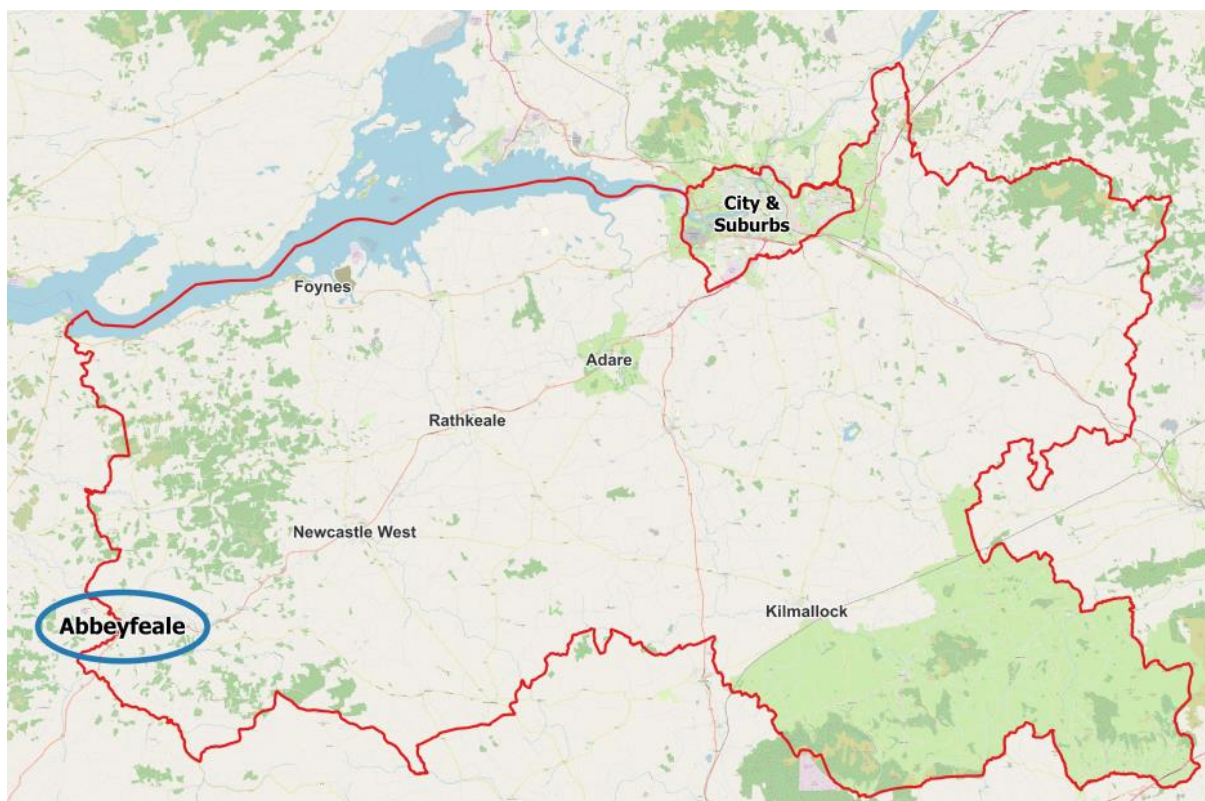 City &
Suburbs
Foynes
Adare
Rathkeale
Newcastle West
Kilmallock
Abbeyfeale